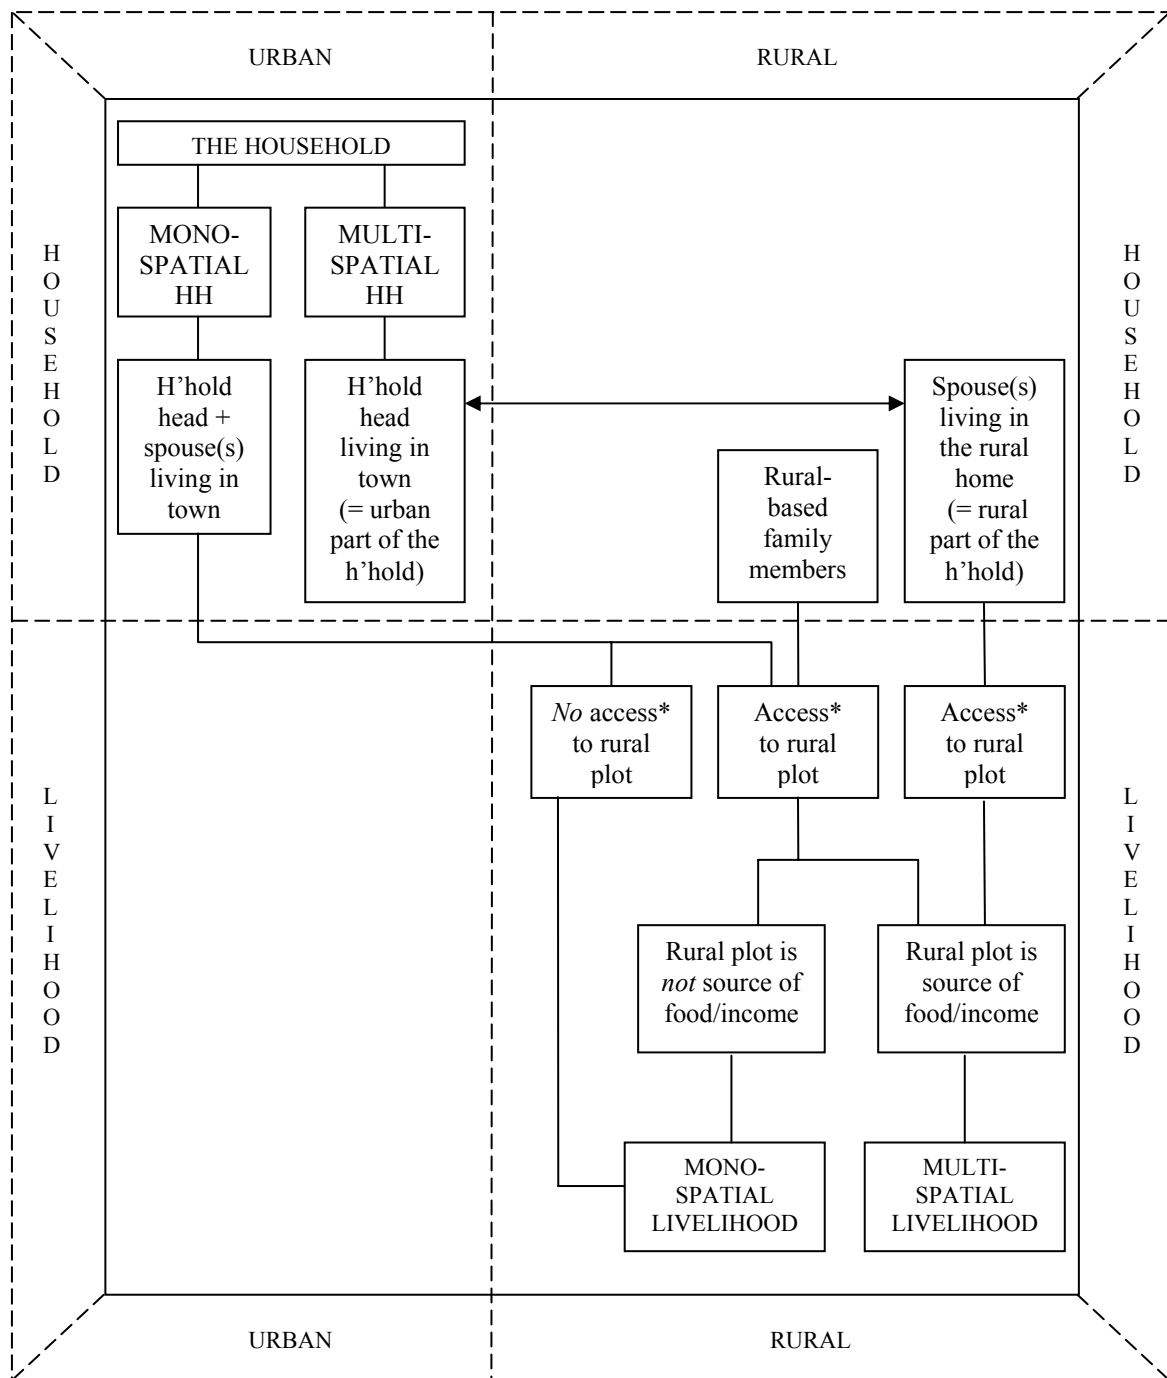 URBAN
RURAL
THE HOUSEHOLD
MONO-
SPATIAL
HH
MULTI-
SPATIAL
HH
H
O
U
S
E
H
O
L
D
H
O
U
S
E
H
O
L
D
H’hold
head +
spouse(s)
living in
town
H’hold
head
living in
town
(= urban
part of the
h’hold)
Rural-
based
family
members
Spouse(s)
living in
the rural
home
(= rural
part of the
h’hold)
No access*
to rural
plot
Access*
to rural
plot
Access*
to rural
plot
L
I
V
E
L
I
H
O
O
D
L
I
V
E
L
I
H
O
O
D
Rural plot is
not source of
food/income
Rural plot is
source of
food/income
MONO-
SPATIAL
LIVELIHOOD
MULTI-
SPATIAL
LIVELIHOOD
URBAN
RURAL